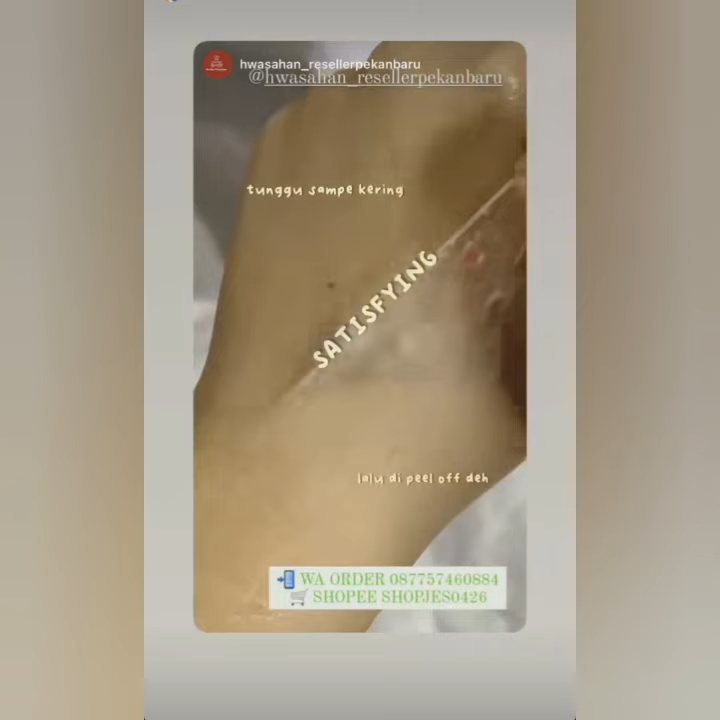 hwasahan_resellerpekanbaru
@hwasahan_resellerpekanbaru
tunggu sampe kering
SATISFYING
lalu di peel off deh
WA ORDER 087757460884
SHOPEE SHOPJES0426